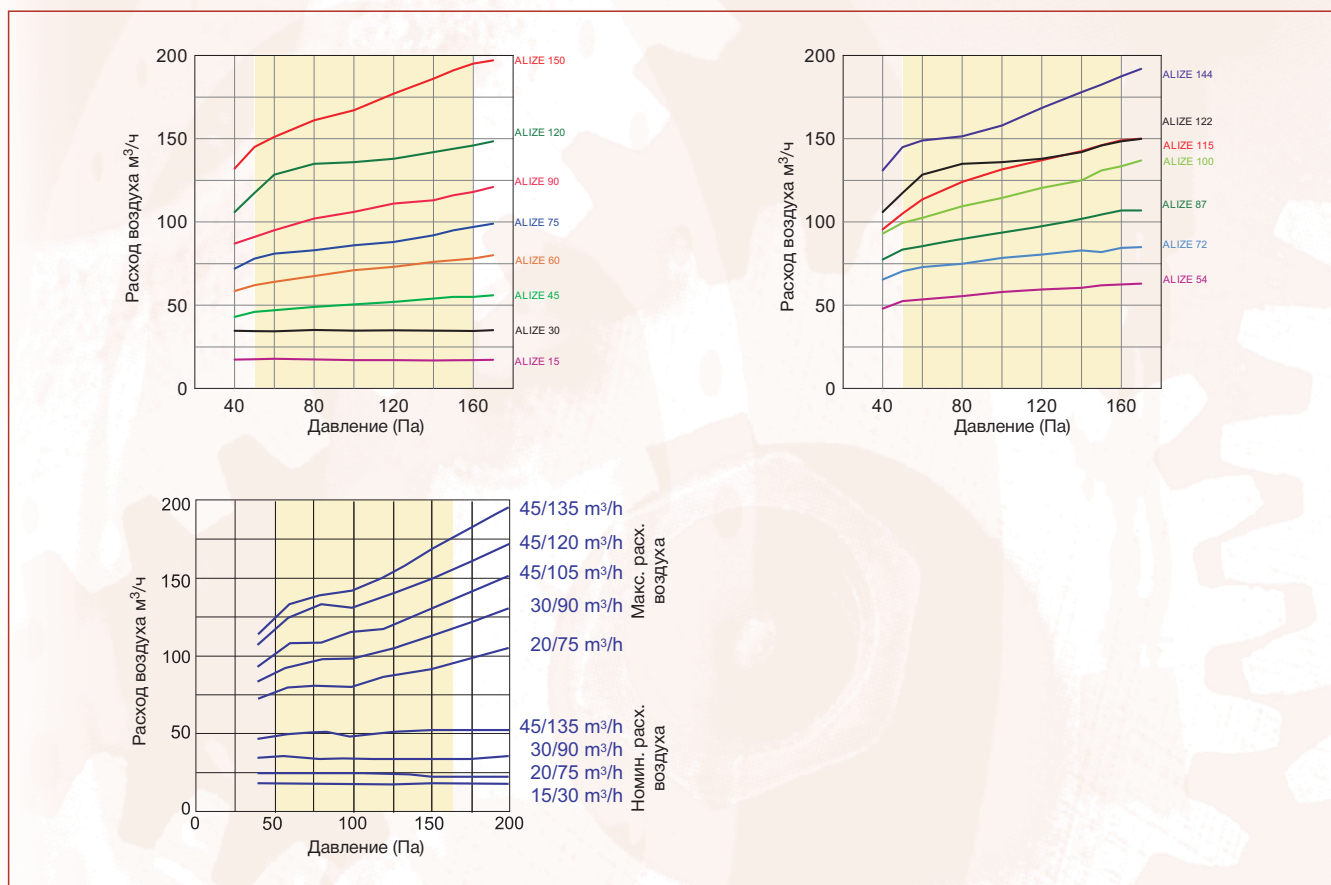 200
150
100
50
0
40
80
120
160
Расход воздуха м³/ч
Давление (Па)
ALIZE 150
ALIZE 120
ALIZE 90
ALIZE 75
ALIZE 60
ALIZE 45
ALIZE 30
ALIZE 15
200
150
100
50
0
40
80
120
160
Расход воздуха м³/ч
Давление (Па)
ALIZE 144
ALIZE 122
ALIZE 115
ALIZE 100
ALIZE 87
ALIZE 72
ALIZE 54
200
150
100
50
0
0
50
100
150
200
Расход воздуха м³/ч
Давление (Па)
45/135 m³/h
45/120 m³/h
45/105 m³/h
30/90 m³/h
20/75 m³/h
Макс. расх.
воздуха
45/135 m³/h
30/90 m³/h
20/75 m³/h
15/30 m³/h
Номин. расх.
воздуха